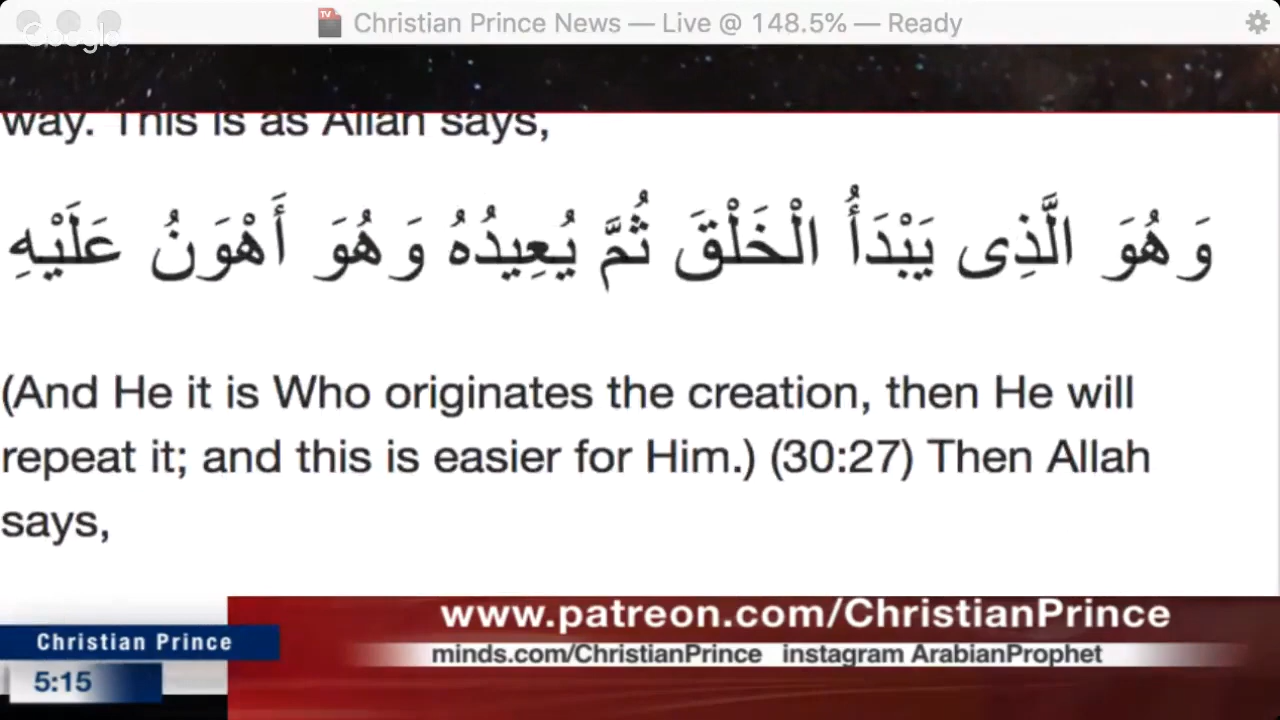 Christian Prince News — Live @ 148.5% — Ready
Google
way. This is as Allah says,
وَهُوَ الَّذِى يَبْدَأُ الْخَلْقَ ثُمَّ يُعِيدُهُ وَهُوَ أَهْوَنُ عَلَيْهِ
(And He it is Who originates the creation, then He will
repeat it; and this is easier for Him.) (30:27) Then Allah
says,
www.patreon.com/ChristianPrince
Christian Prince
minds.com/ChristianPrince instagram ArabianProphet
5:15